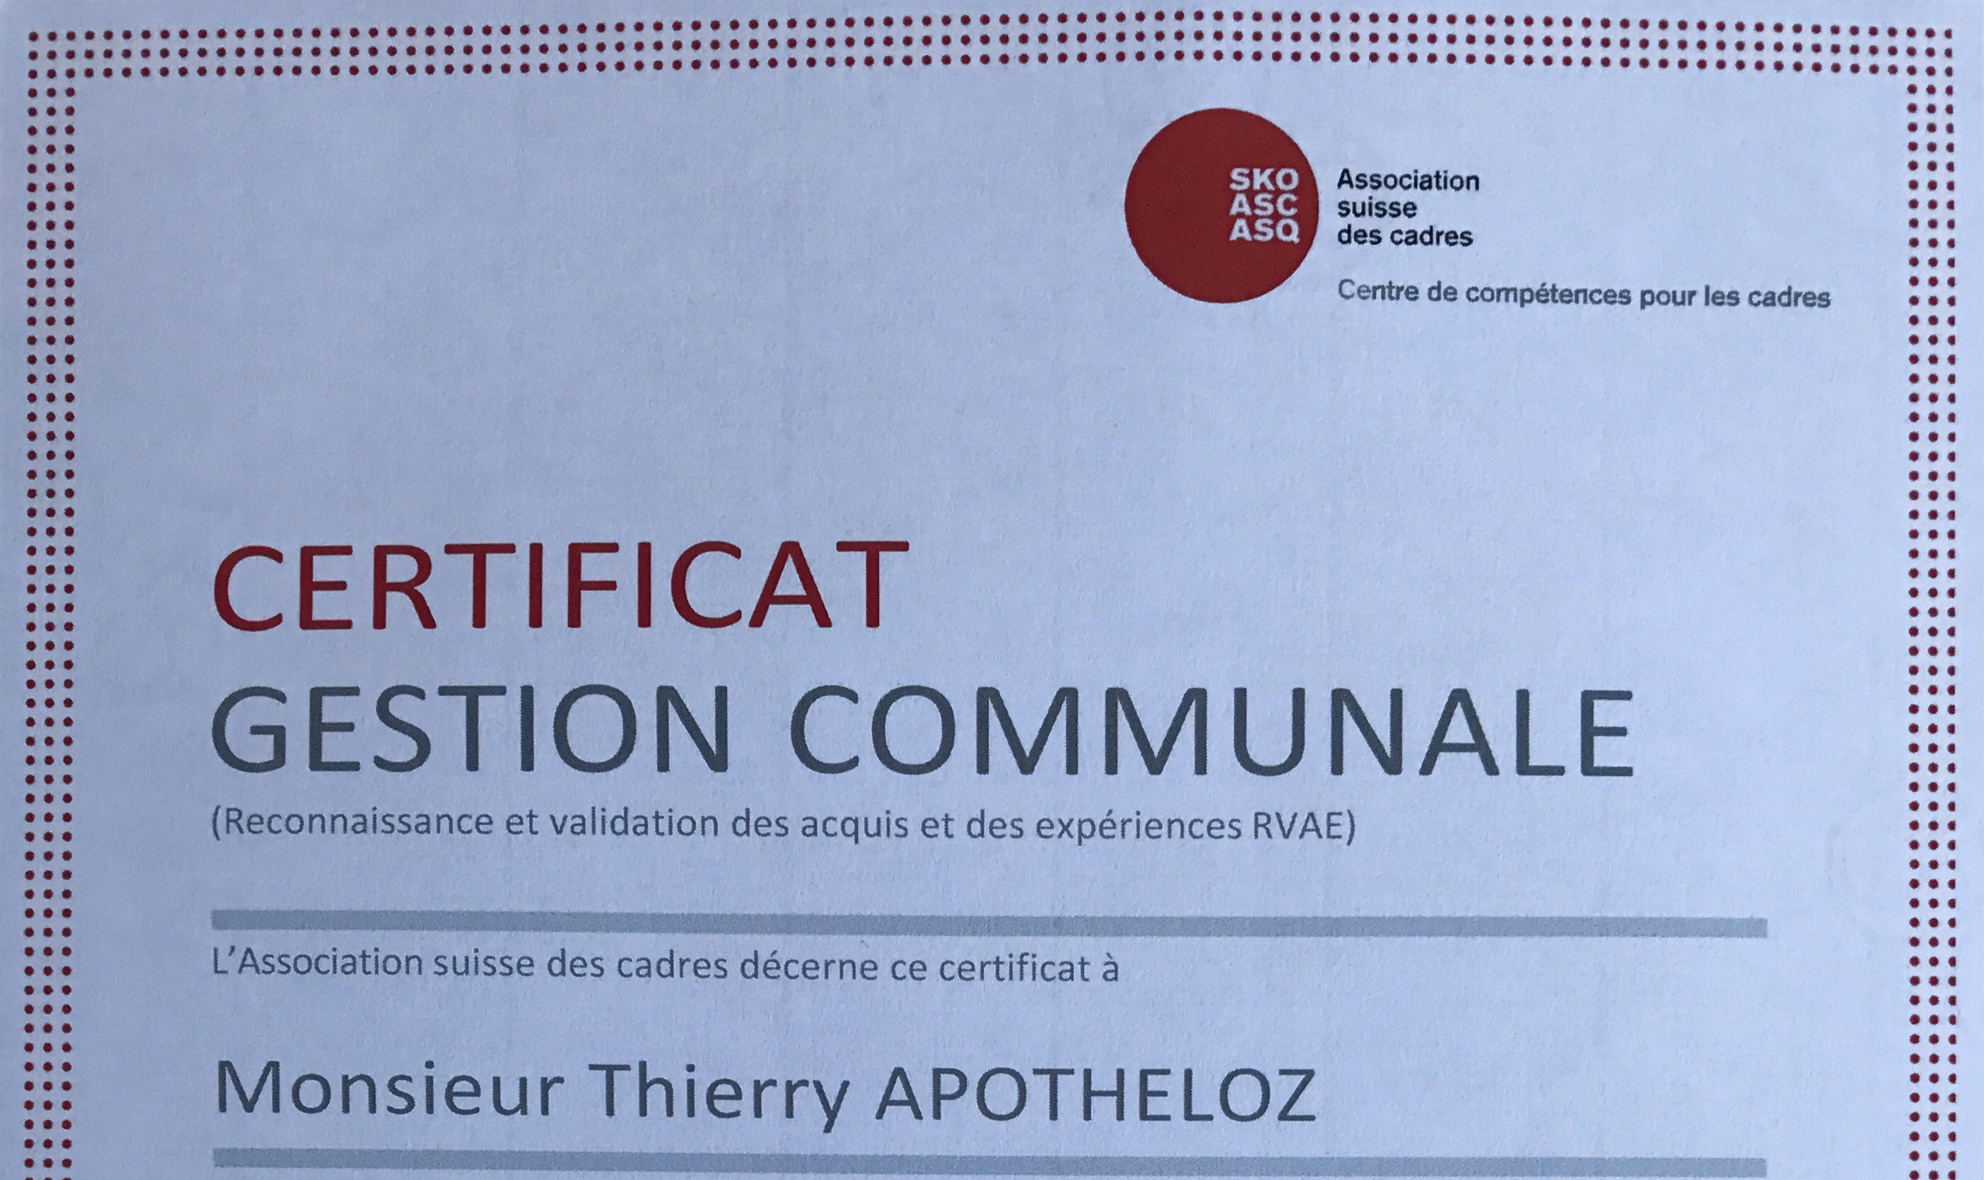 SKO
ASC
ASQ
Association
suisse
des cadres
Centre de compétences pour les cadres
CERTIFICAT
GESTION COMMUNALE
(Reconnaissance et validation des acquis et des expériences RVAE)
L'Association suisse des cadres décerne ce certificat à
Monsieur Thierry APOTHELOZ